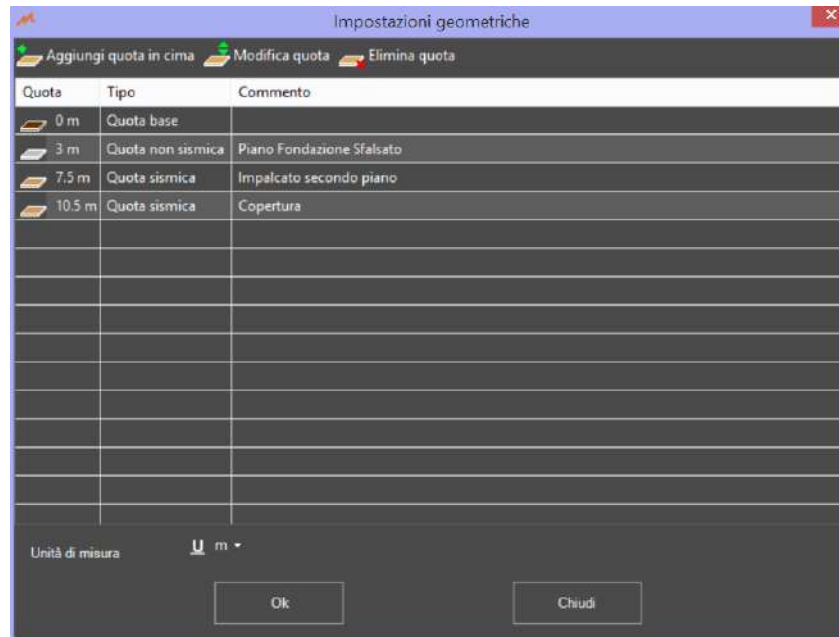 Impostazioni geometriche
Aggiungi quota in cima Modifica quota Elimina quota
Quota Tipo Commento
0 m Quota base
3 m Quota non sismica Piano Fondazione Sfalsato
7.5 m Quota sismica Impalcato secondo piano
10.5 m Quota sismica Copertura
Unità di misura U m
Ok Chiudi